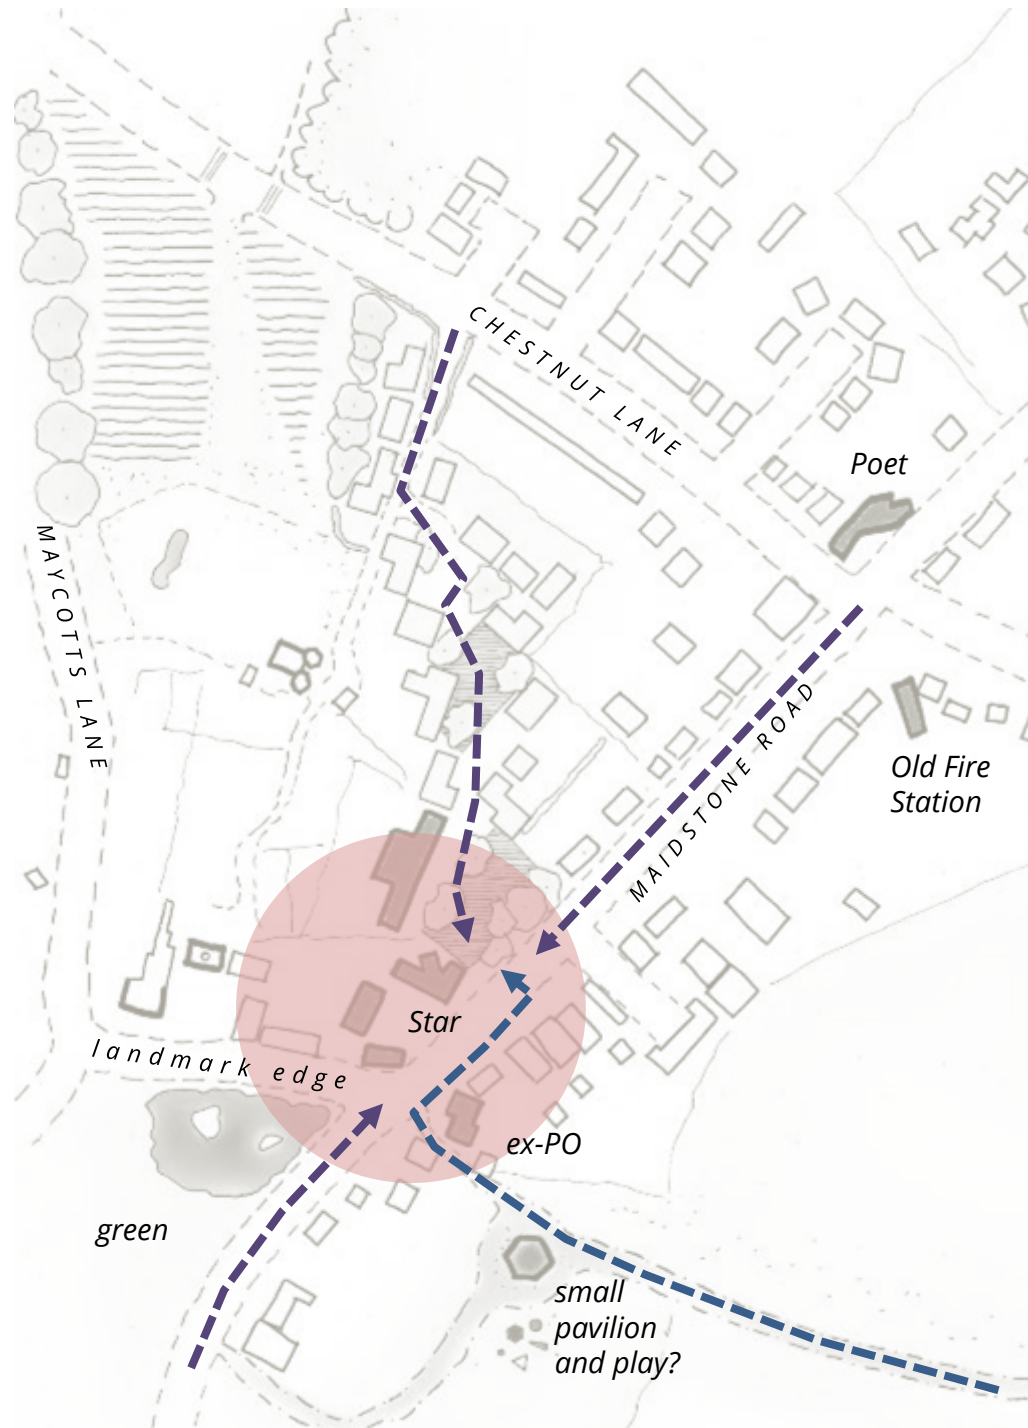 CHESTNUT LANE
Poet
MAYCOTTS LANE
MAIDSTONE ROAD
Old Fire
Station
Star
landmark edge
ex-PO
green
small
pavilion
and play?